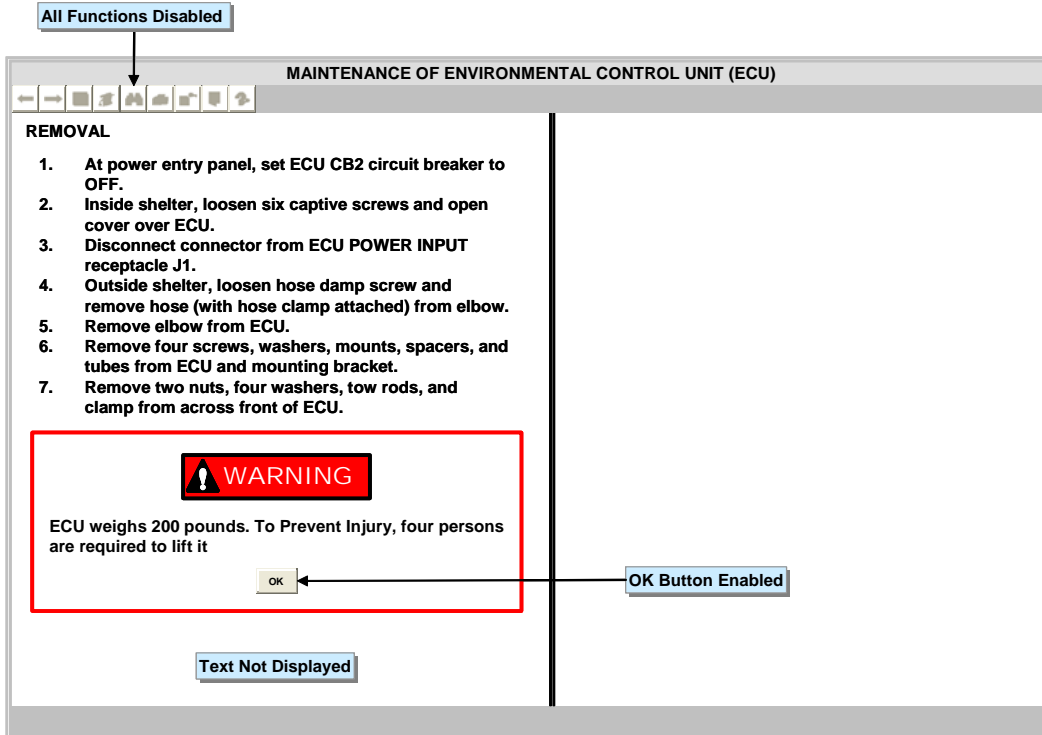 All Functions Disabled
MAINTENANCE OF ENVIRONMENTAL CONTROL UNIT (ECU)
REMOVAL
1. At power entry panel, set ECU CB2 circuit breaker to
OFF.
2. Inside shelter, loosen six captive screws and open
cover over ECU.
3. Disconnect connector from ECU POWER INPUT
receptacle J1.
4. Outside shelter, loosen hose damp screw and
remove hose (with hose clamp attached) from elbow.
5. Remove elbow from ECU.
6. Remove four screws, washers, mounts, spacers, and
tubes from ECU and mounting bracket.
7. Remove two nuts, four washers, tow rods, and
clamp from across front of ECU.
WARNING
ECU weighs 200 pounds. To Prevent Injury, four persons
are required to lift it
OK
OK Button Enabled
Text Not Displayed